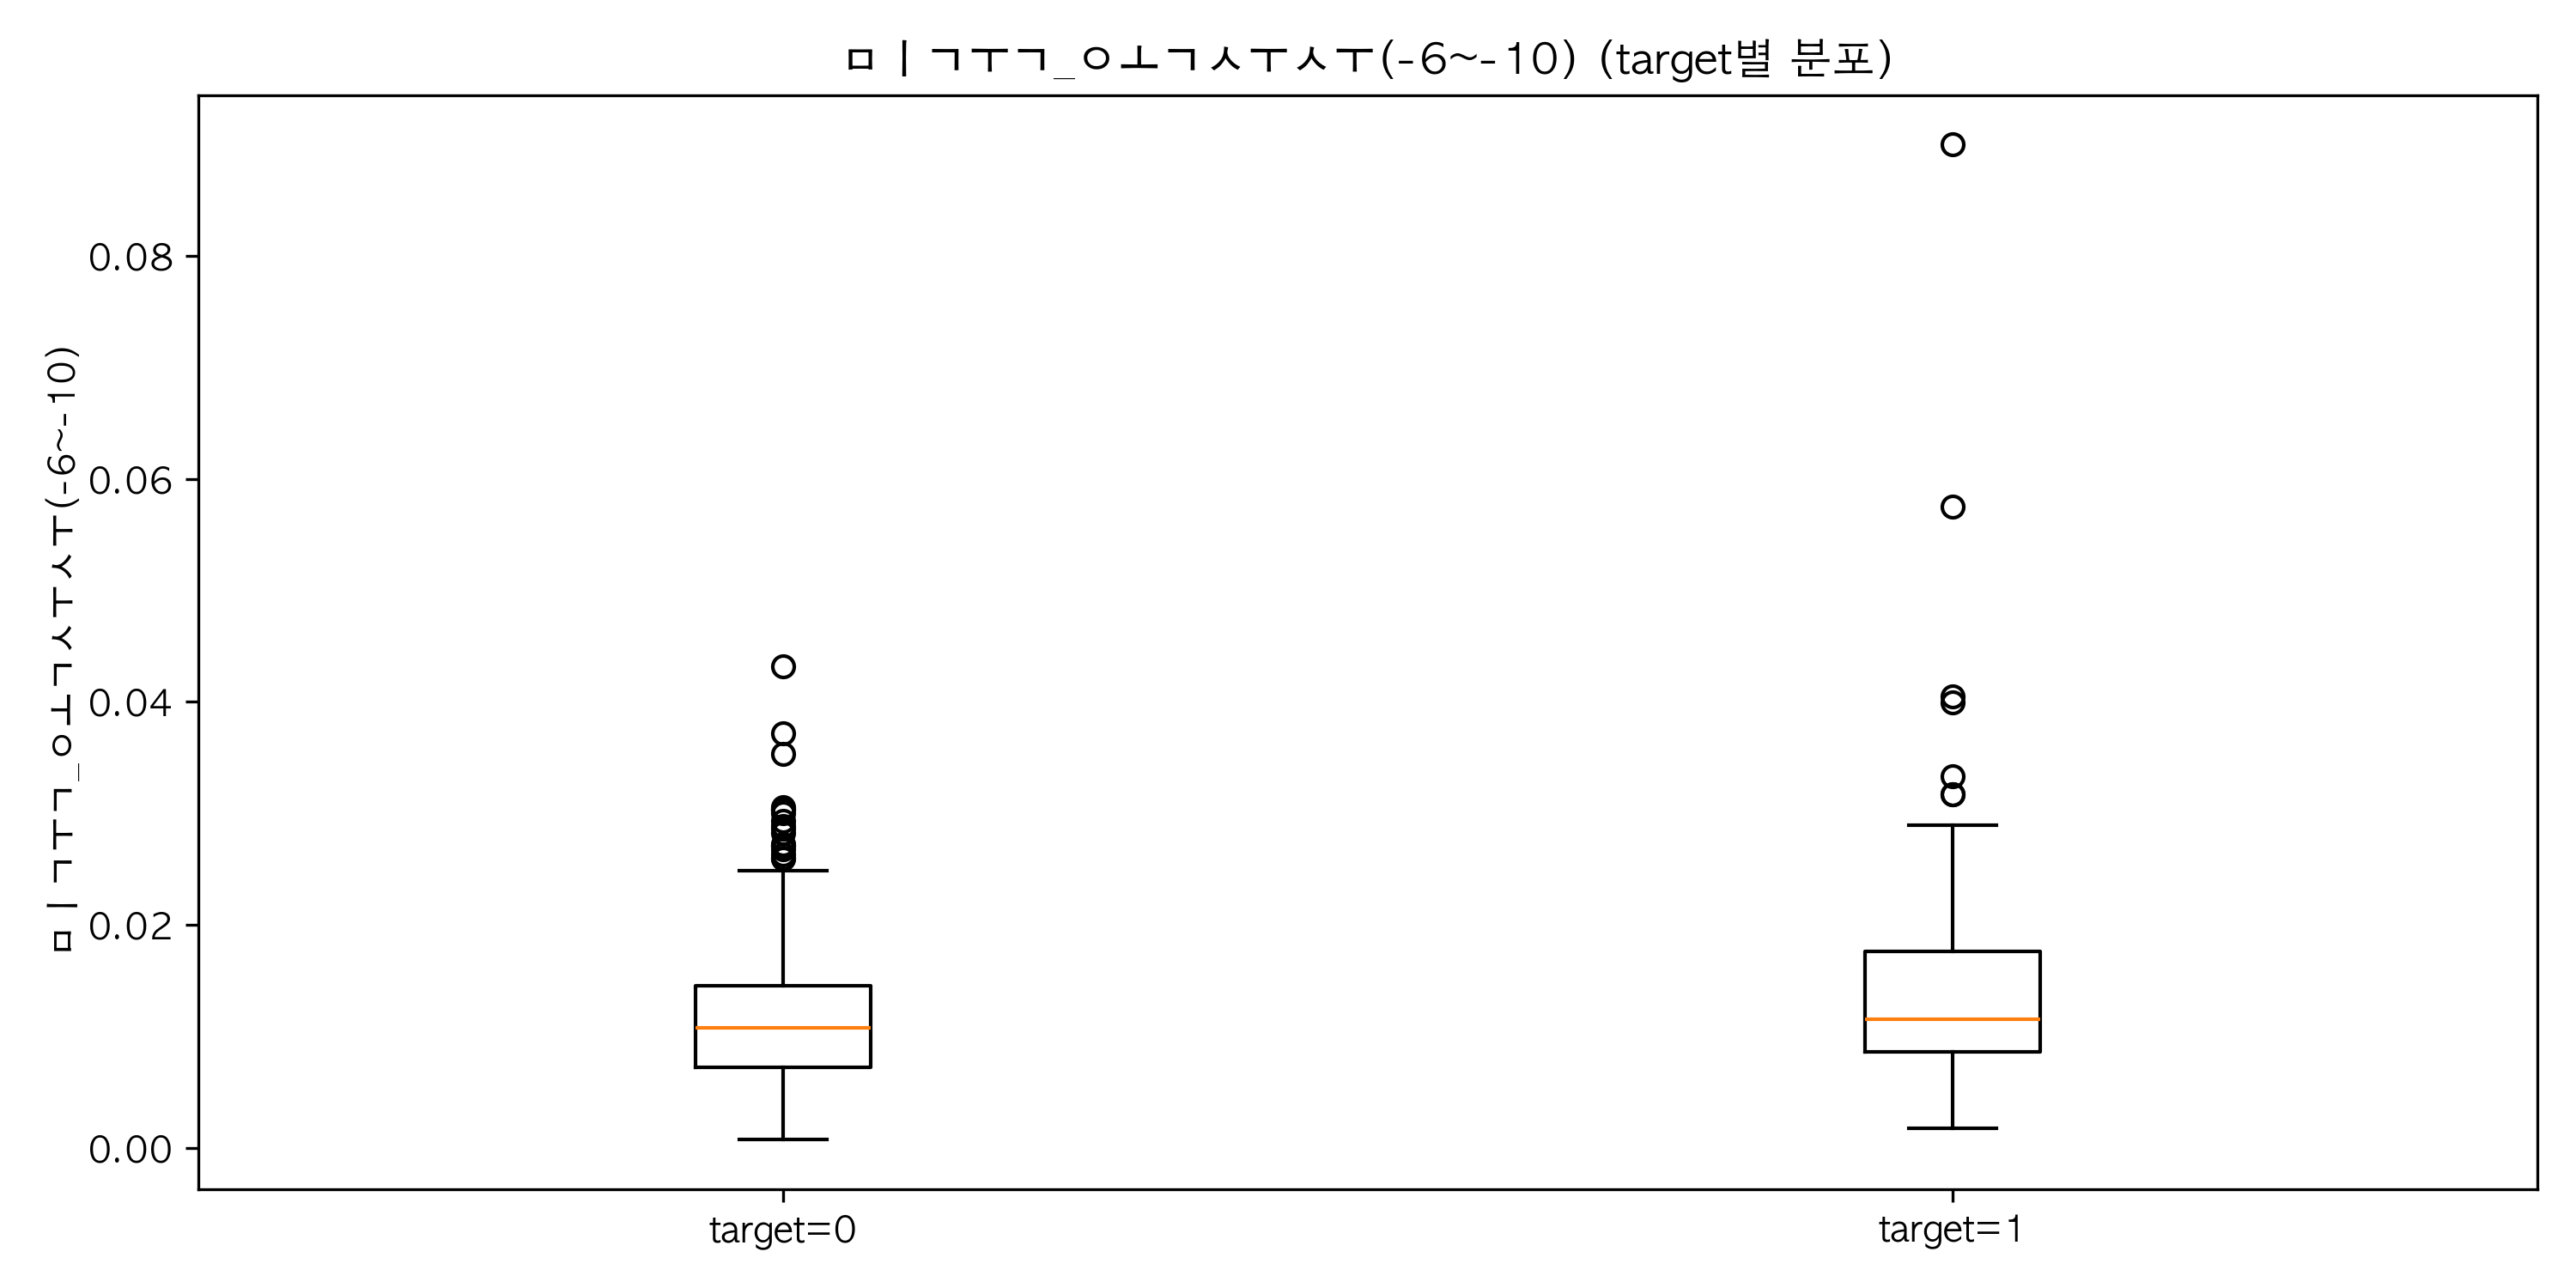 ㅁㅣㄱㅜㄱ_ㅇㅗㄱㅅㅜㅅㅜ(-6~-10) (target별 분포)
ㅁㅣㄱㅜㄱ_ㅇㅗㄱㅅㅜㅅㅜ(-6~-10)
0.08
0.06
0.04
0.02
0.00
target=0
target=1